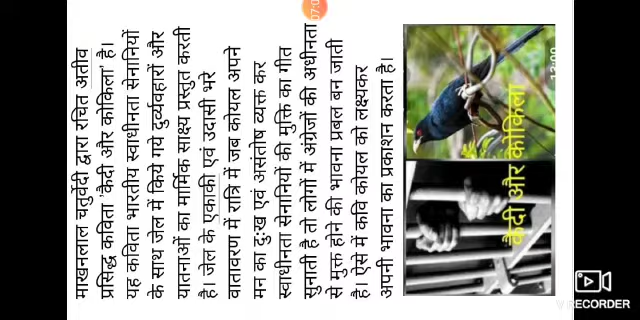 माखनलाल चतुर्वेदी द्वारा रचित अतीव
प्रसिद्ध कविता 'कैदी और कोकिला' है।
यह कविता भारतीय स्वाधीनता सेनानियों
के साथ जेल में किये गये दुर्व्यवहारों और
यातनाओं का मार्मिक साक्ष्य प्रस्तुत करती
है। जेल के एकाकी एवं उदासी भरे
वातावरण में रात्रि में जब कोयल अपने
मन का दुःख एवं असंतोष व्यक्त कर
स्वाधीनता सेनानियों की मुक्ति का गीत
सुनाती है तो लोगों में अंग्रेजों की अधीनता
से मुक्त होने की भावना प्रबल बन जाती
है। ऐसे में कवि कोयल को लक्ष्यकर
अपनी भावना का प्रकाशन करता है।
कैदी और कोकिला
RECORDER